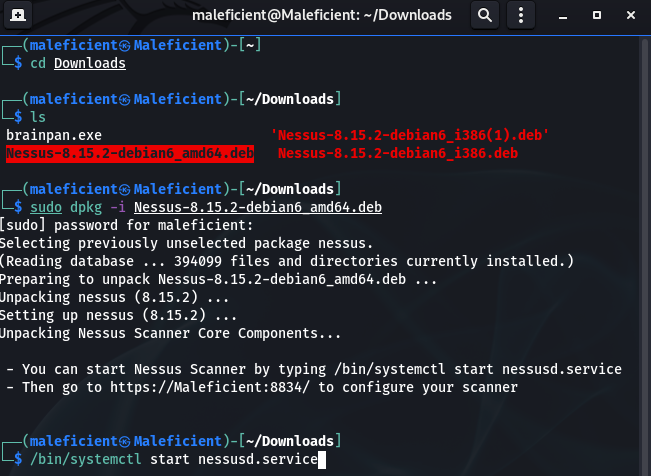 maleficient@Maleficient: ~/Downloads
┌──(maleficient㉿Maleficient)-[~]
└─$ cd Downloads
┌──(maleficient㉿Maleficient)-[~/Downloads]
└─$ ls
brainpan.exe 'Nessus-8.15.2-debian6_i386(1).deb'
Nessus-8.15.2-debian6_amd64.deb Nessus-8.15.2-debian6_i386.deb
┌──(maleficient㉿Maleficient)-[~/Downloads]
└─$ sudo dpkg -i Nessus-8.15.2-debian6_amd64.deb
[sudo] password for maleficient:
Selecting previously unselected package nessus.
(Reading database ... 394099 files and directories currently installed.)
Preparing to unpack Nessus-8.15.2-debian6_amd64.deb ...
Unpacking nessus (8.15.2) ...
Setting up nessus (8.15.2) ...
Unpacking Nessus Scanner Core Components...
- You can start Nessus Scanner by typing /bin/systemctl start nessusd.service
- Then go to https://Maleficient:8834/ to configure your scanner
┌──(maleficient㉿Maleficient)-[~/Downloads]
└─$ /bin/systemctl start nessusd.service